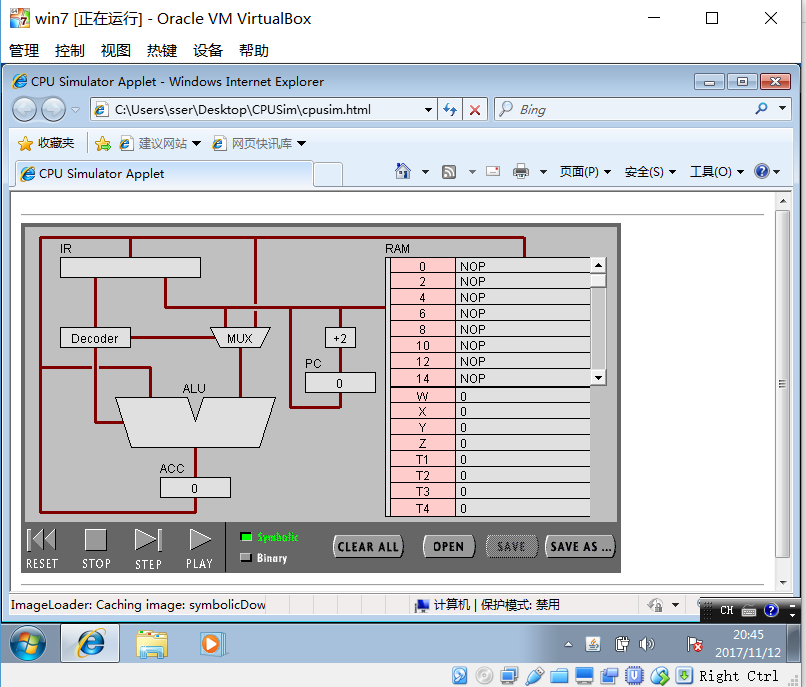 win7 [正在运行] - Oracle VM VirtualBox
管理 控制 视图 热键 设备 帮助
CPU Simulator Applet - Windows Internet Explorer
C:\Users\sser\Desktop\CPUSim\cpusim.html Bing
收藏夹 建议网站 网页快讯库
CPU Simulator Applet 页面(P) 安全(S) 工具(O)
IR RAM
0 NOP
2 NOP
4 NOP
6 NOP
8 NOP
10 NOP
12 NOP
14 NOP
Decoder MUX +2
PC
0
ALU
W 0
X 0
Y 0
Z 0
T1 0
T2 0
T3 0
T4 0
ACC
0
RESET STOP STEP PLAY
Symbolic
Binary
CLEAR ALL OPEN SAVE SAVE AS ...
ImageLoader: Caching image: symbolicDow 计算机 | 保护模式: 禁用
CH
20:45
2017/11/12
Right Ctrl